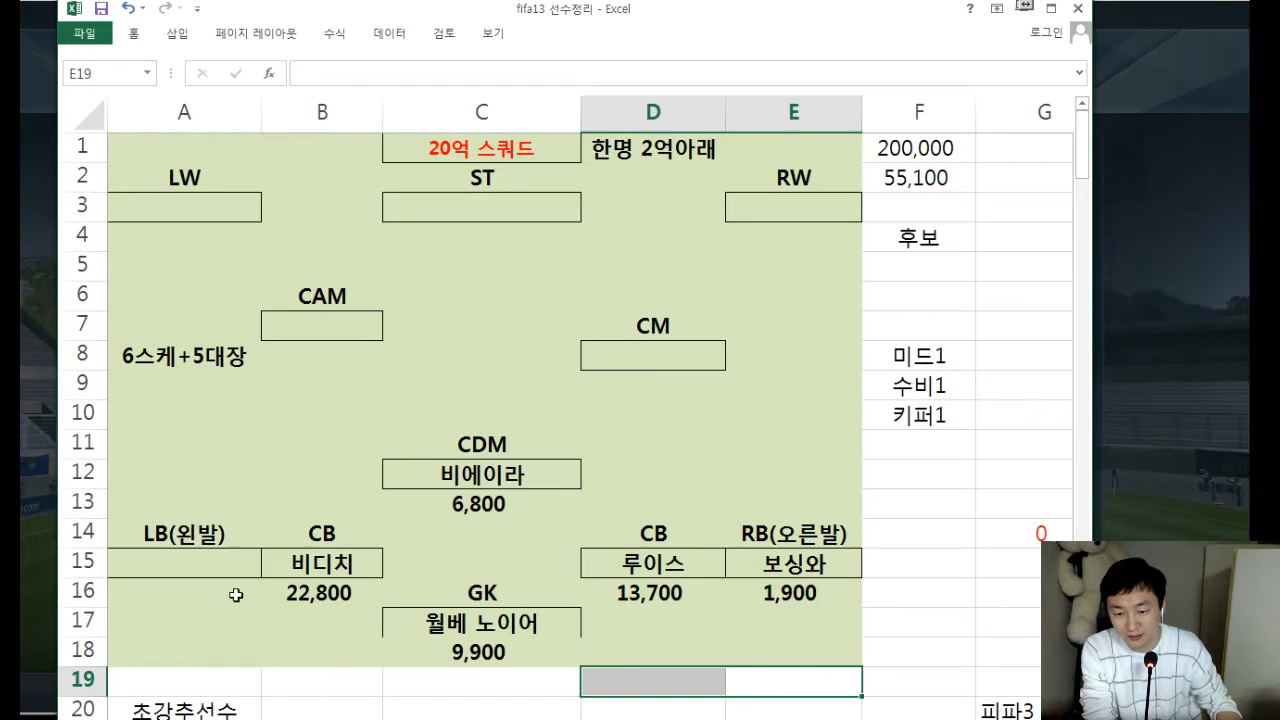 fifa13 선수정리 - Excel
?
파일 홈 삽입 페이지 레이아웃 수식 데이터 검토 보기 로그인
E19 fx
A B C D E F G
1 20억 스쿼드 한명 2억아래 200,000
2 LW ST RW 55,100
3
4 후보
5
6 CAM
7 CM
8 6스케+5대장 미드1
9 수비1
10 키퍼1
11 CDM
12 비에이라
13 6,800
14 LB(왼발) CB CB RB(오른발) 0
15 비디치 루이스 보싱와
16 22,800 GK 13,700 1,900
17 월베 노이어
18 9,900
19
20 초강추선수 피파3